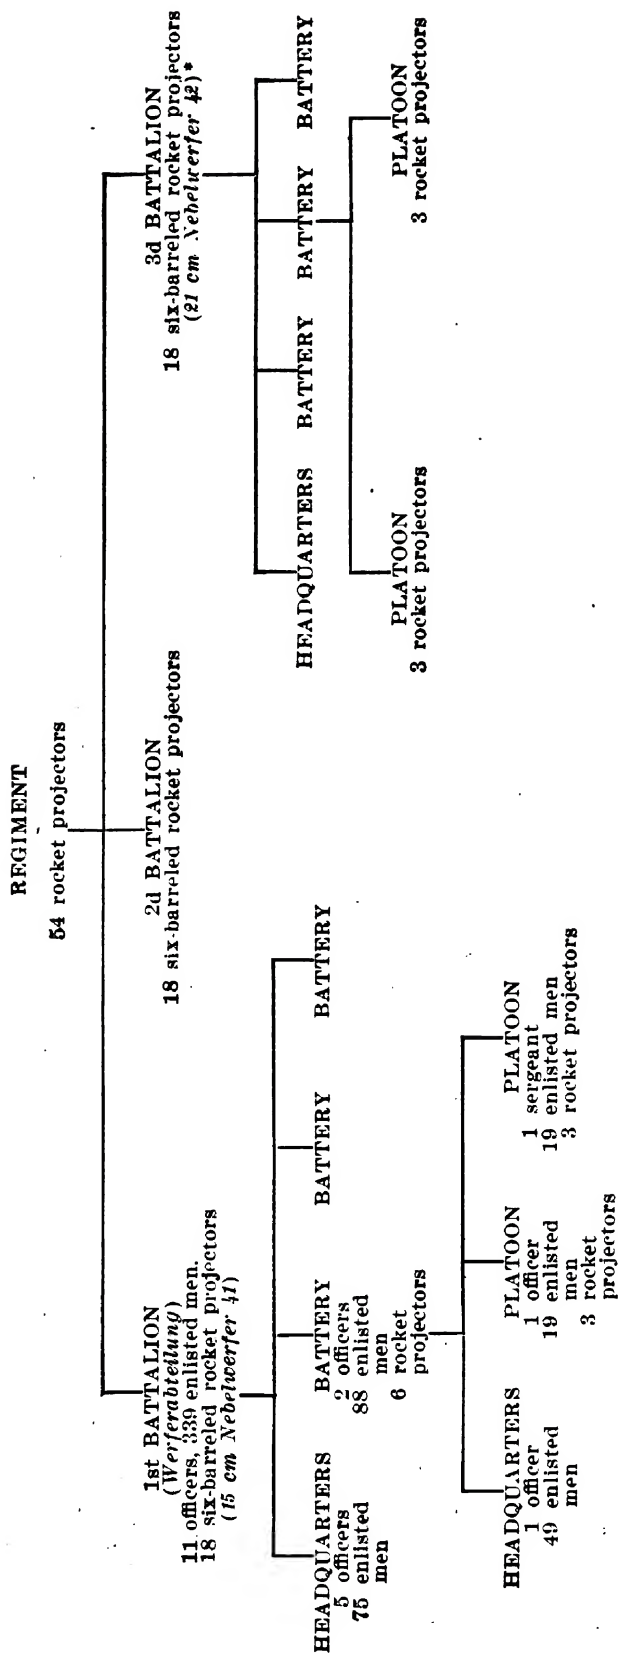 REGIMENT
54 rocket projectors
1st BATTALION
(Werferabteilung)
11 officers, 339 enlisted men.
18 six-barreled rocket projectors
(15 cm Nebelwerfer 41)
2d BATTALION
18 six-barreled rocket projectors
3d BATTALION
18 six-barreled rocket projectors
(21 cm Nebelwerfer 42)*
HEADQUARTERS
5 officers
75 enlisted
men
BATTERY
2 officers
88 enlisted
men
6 rocket
projectors
BATTERY
BATTERY
HEADQUARTERS
BATTERY
BATTERY
BATTERY
HEADQUARTERS
1 officer
49 enlisted
men
PLATOON
1 officer
19 enlisted
men
3 rocket
projectors
PLATOON
1 sergeant
19 enlisted men
3 rocket projectors
PLATOON
3 rocket projectors
PLATOON
3 rocket projectors